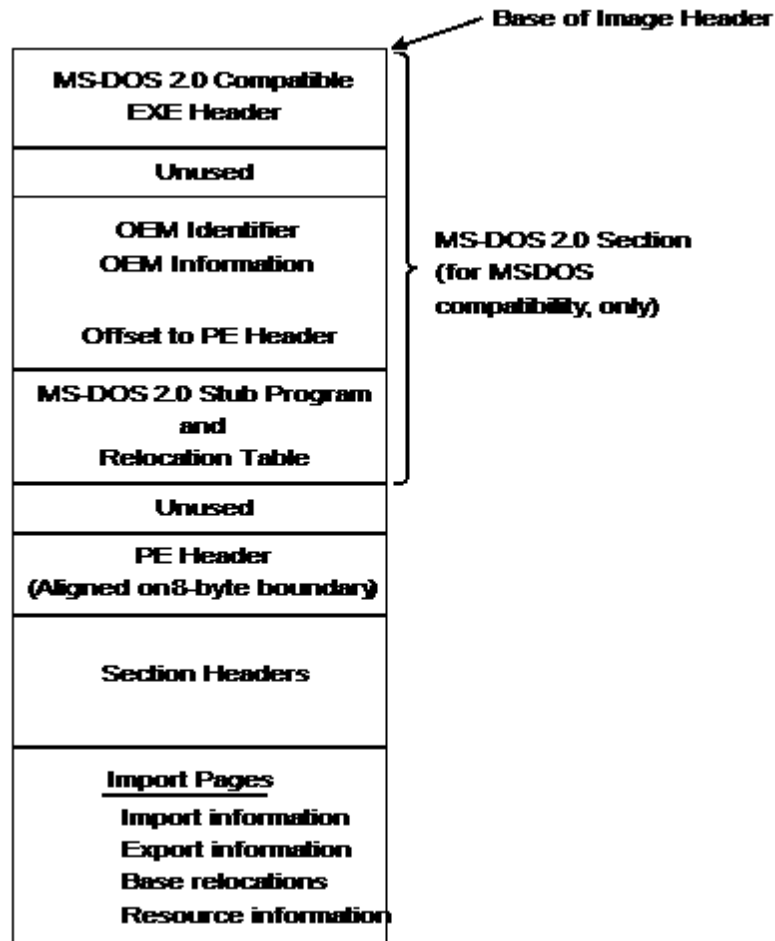 Base of Image Header
MS-DOS 2.0 Compatible
EXE Header
Unused
OEM Identifier
OEM Information
Offset to PE Header
MS-DOS 2.0 Section
(for MSDOS
compatibility, only)
MS-DOS 2.0 Stub Program
and
Relocation Table
Unused
PE Header
(Aligned on 8-byte boundary)
Section Headers
Import Pages
Import information
Export information
Base relocations
Resource information